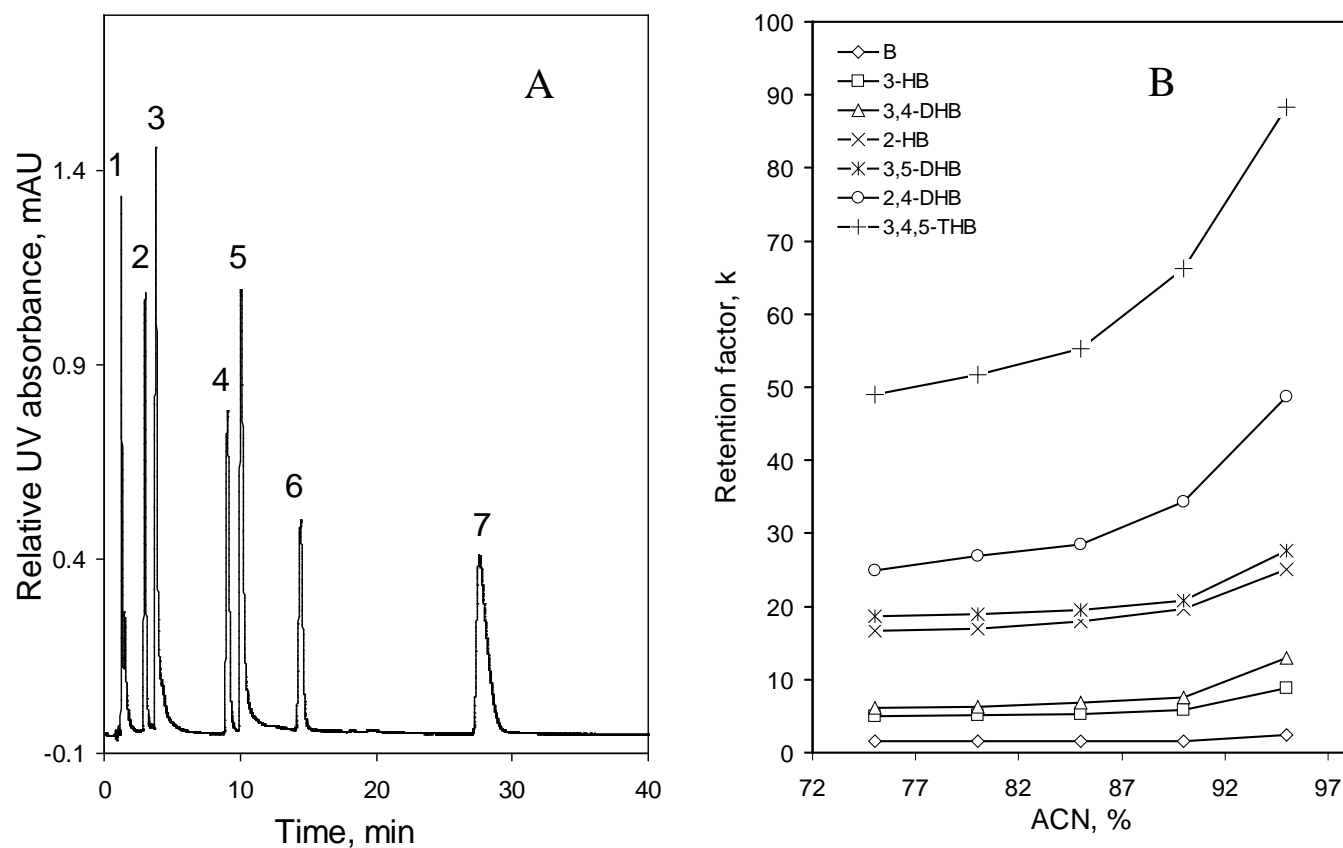 A
Relative UV absorbance, mAU
1.4
0.9
0.4
-0.1
1
2
3
4
5
6
7
0
10
20
30
40
Time, min
B
Retention factor, k
100
90
80
70
60
50
40
30
20
10
0
B
3-HB
3,4-DHB
2-HB
3,5-DHB
2,4-DHB
3,4,5-THB
72
77
82
87
92
97
ACN, %